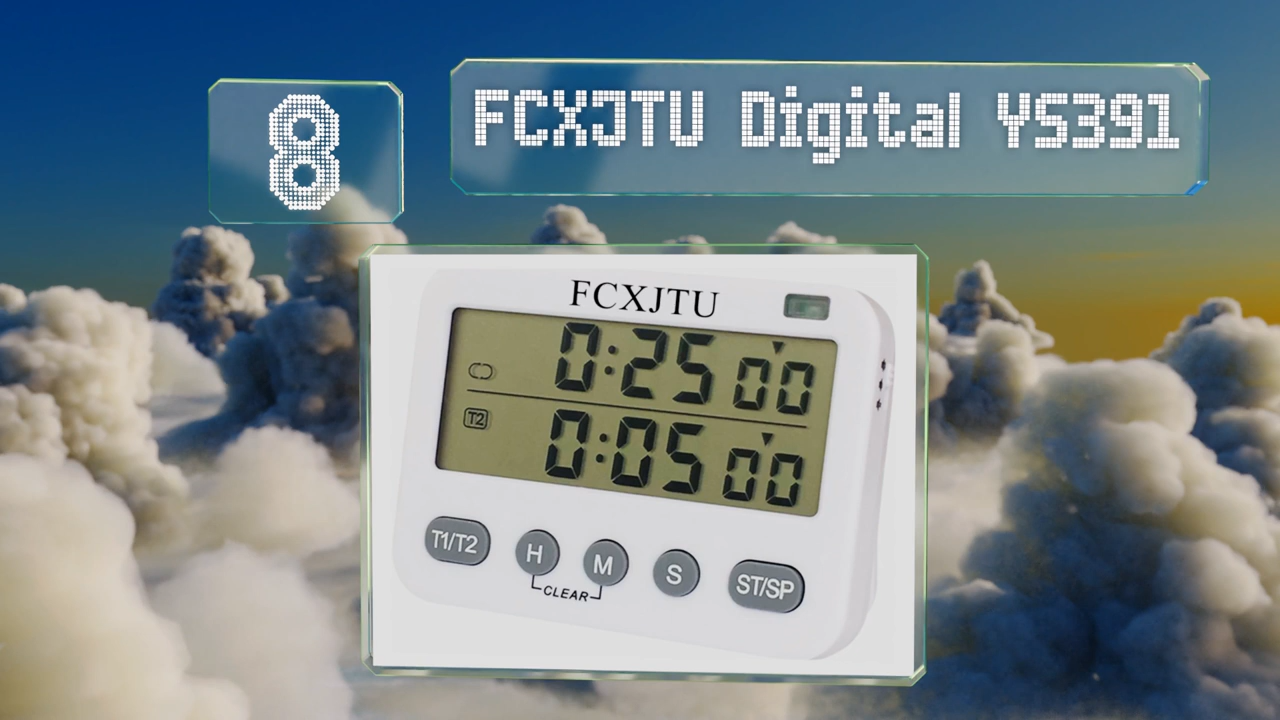 8
FCXJTU Digital YS391
FCXJTU
0:25 00
T2 0:05 00
T1/T2 H M S ST/SP
CLEAR